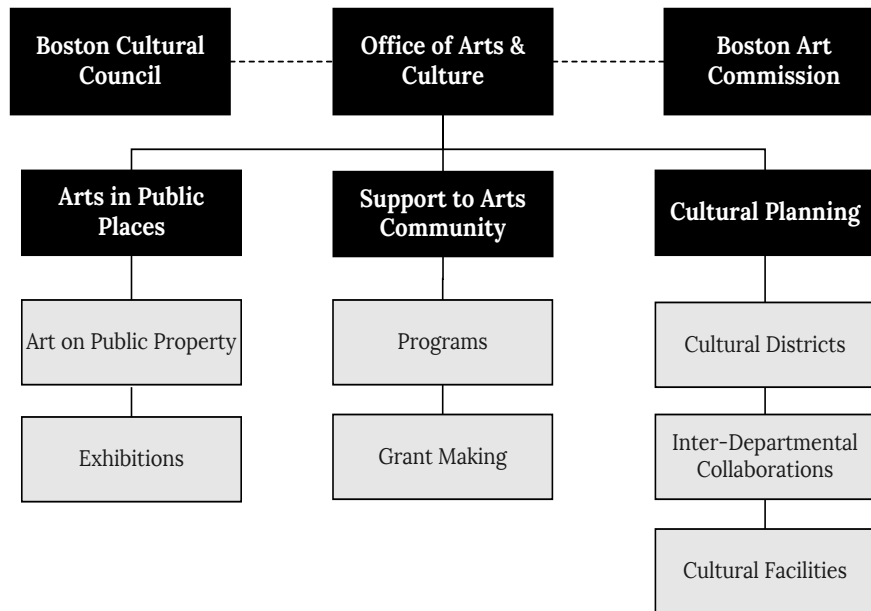 Boston Cultural
Council
Office of Arts &
Culture
Boston Art
Commission
Arts in Public
Places
Support to Arts
Community
Cultural Planning
Art on Public Property
Programs
Cultural Districts
Exhibitions
Grant Making
Inter-Departmental
Collaborations
Cultural Facilities